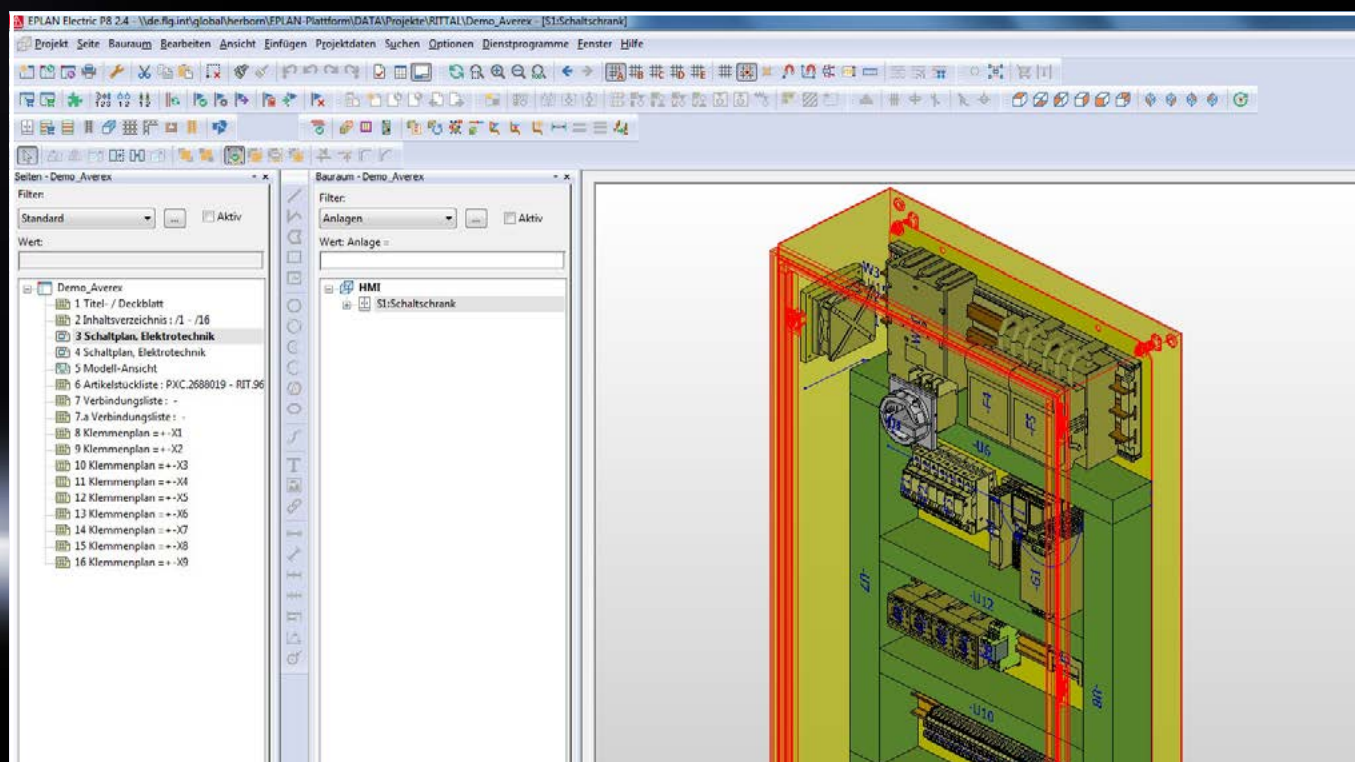 EPLAN Electric P8 2.4 - \\de.flg.int\global\herborn\EPLAN-Plattform\DATA\Projekte\RITTAL\Demo_Averex - [S1:Schaltschrank]
Projekt Seite Bauraum Bearbeiten Ansicht Einfügen Projektdaten Suchen Optionen Dienstprogramme Fenster Hilfe
Seiten - Demo_Averex
Filter:
Standard
...
Aktiv
Wert:
Demo_Averex
1 Titel- / Deckblatt
2 Inhaltsverzeichnis : /1 - /16
3 Schaltplan, Elektrotechnik
4 Schaltplan, Elektrotechnik
5 Modell-Ansicht
6 Artikelstückliste : PXC.2688019 - RIT.96
7 Verbindungsliste : -
7.a Verbindungsliste : -
8 Klemmenplan =+-X1
9 Klemmenplan =+-X2
10 Klemmenplan =+-X3
11 Klemmenplan =+-X4
12 Klemmenplan =+-X5
13 Klemmenplan =+-X6
14 Klemmenplan =+-X7
15 Klemmenplan =+-X8
16 Klemmenplan =+-X9
Bauraum - Demo_Averex
Filter:
Anlagen
...
Aktiv
Wert: Anlage =
HMI
S1:Schaltschrank
-W3
-U6
-G1
-U7
-U12
-U8
-U10